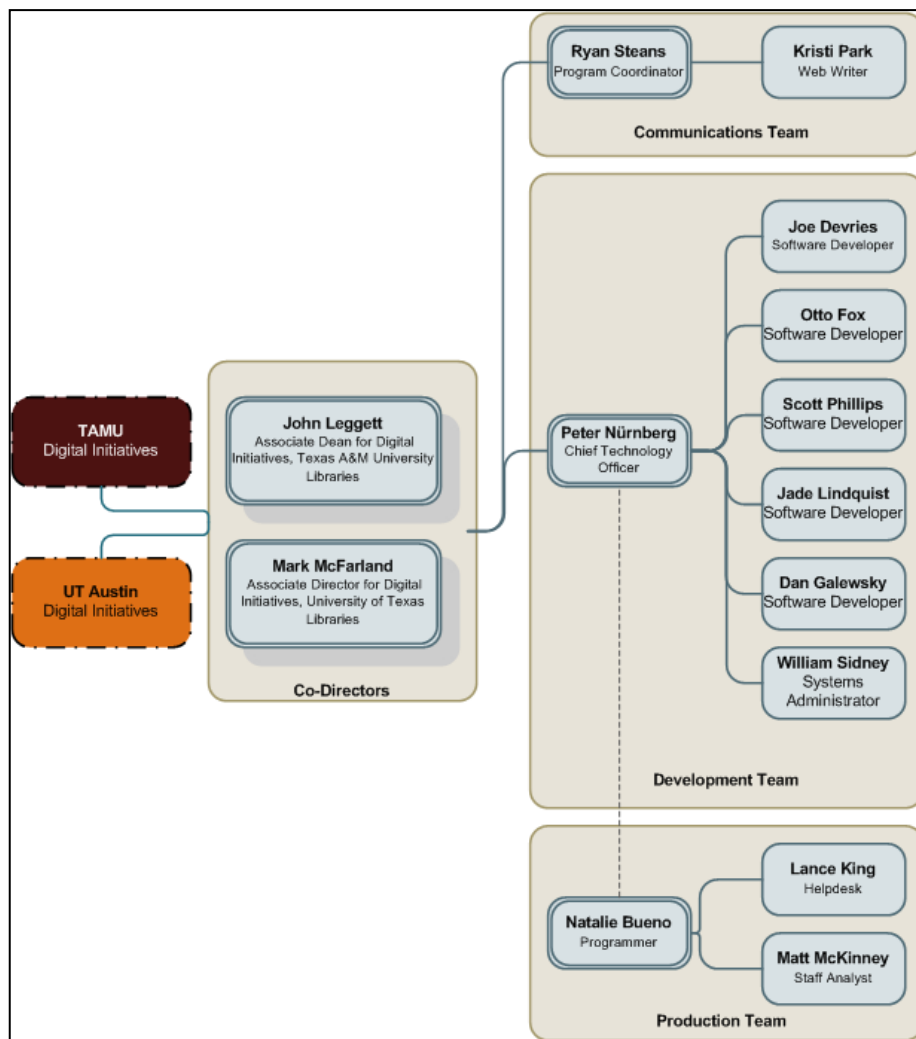 Ryan Steans
Program Coordinator
Kristi Park
Web Writer
Communications Team
Joe Devries
Software Developer
Otto Fox
Software Developer
Scott Phillips
Software Developer
Peter Nürnberg
Chief Technology
Officer
Jade Lindquist
Software Developer
Dan Galewsky
Software Developer
William Sidney
Systems
Administrator
Development Team
TAMU
Digital Initiatives
UT Austin
Digital Initiatives
John Leggett
Associate Dean for Digital
Initiatives, Texas A&M University
Libraries
Mark McFarland
Associate Director for Digital
Initiatives, University of Texas
Libraries
Co-Directors
Natalie Bueno
Programmer
Lance King
Helpdesk
Matt McKinney
Staff Analyst
Production Team